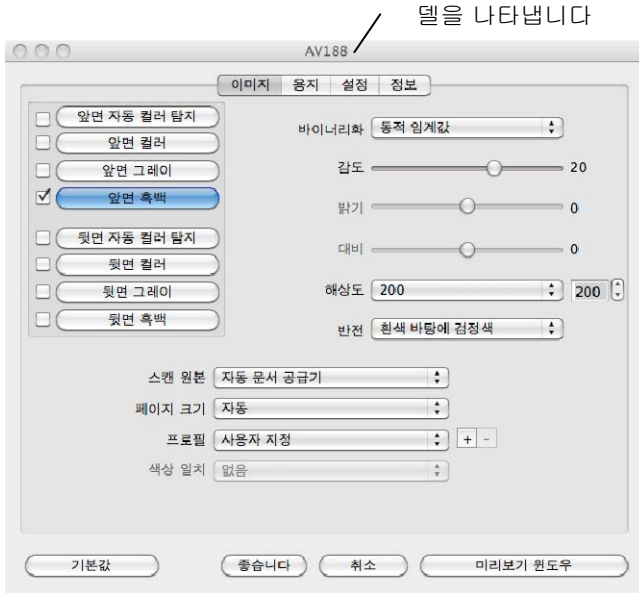 델을 나타냅니다
AV188
이미지 용지 설정 정보
앞면 자동 컬러 탐지
앞면 컬러
앞면 그레이
앞면 흑백
뒷면 자동 컬러 탐지
뒷면 컬러
뒷면 그레이
뒷면 흑백
바이너리화 동적 임계값
감도 20
밝기 0
대비 0
해상도 200 200
반전 흰색 바탕에 검정색
스캔 원본 자동 문서 공급기
페이지 크기 자동
프로필 사용자 지정 + -
색상 일치 없음
기본값 좋습니다 취소 미리보기 윈도우